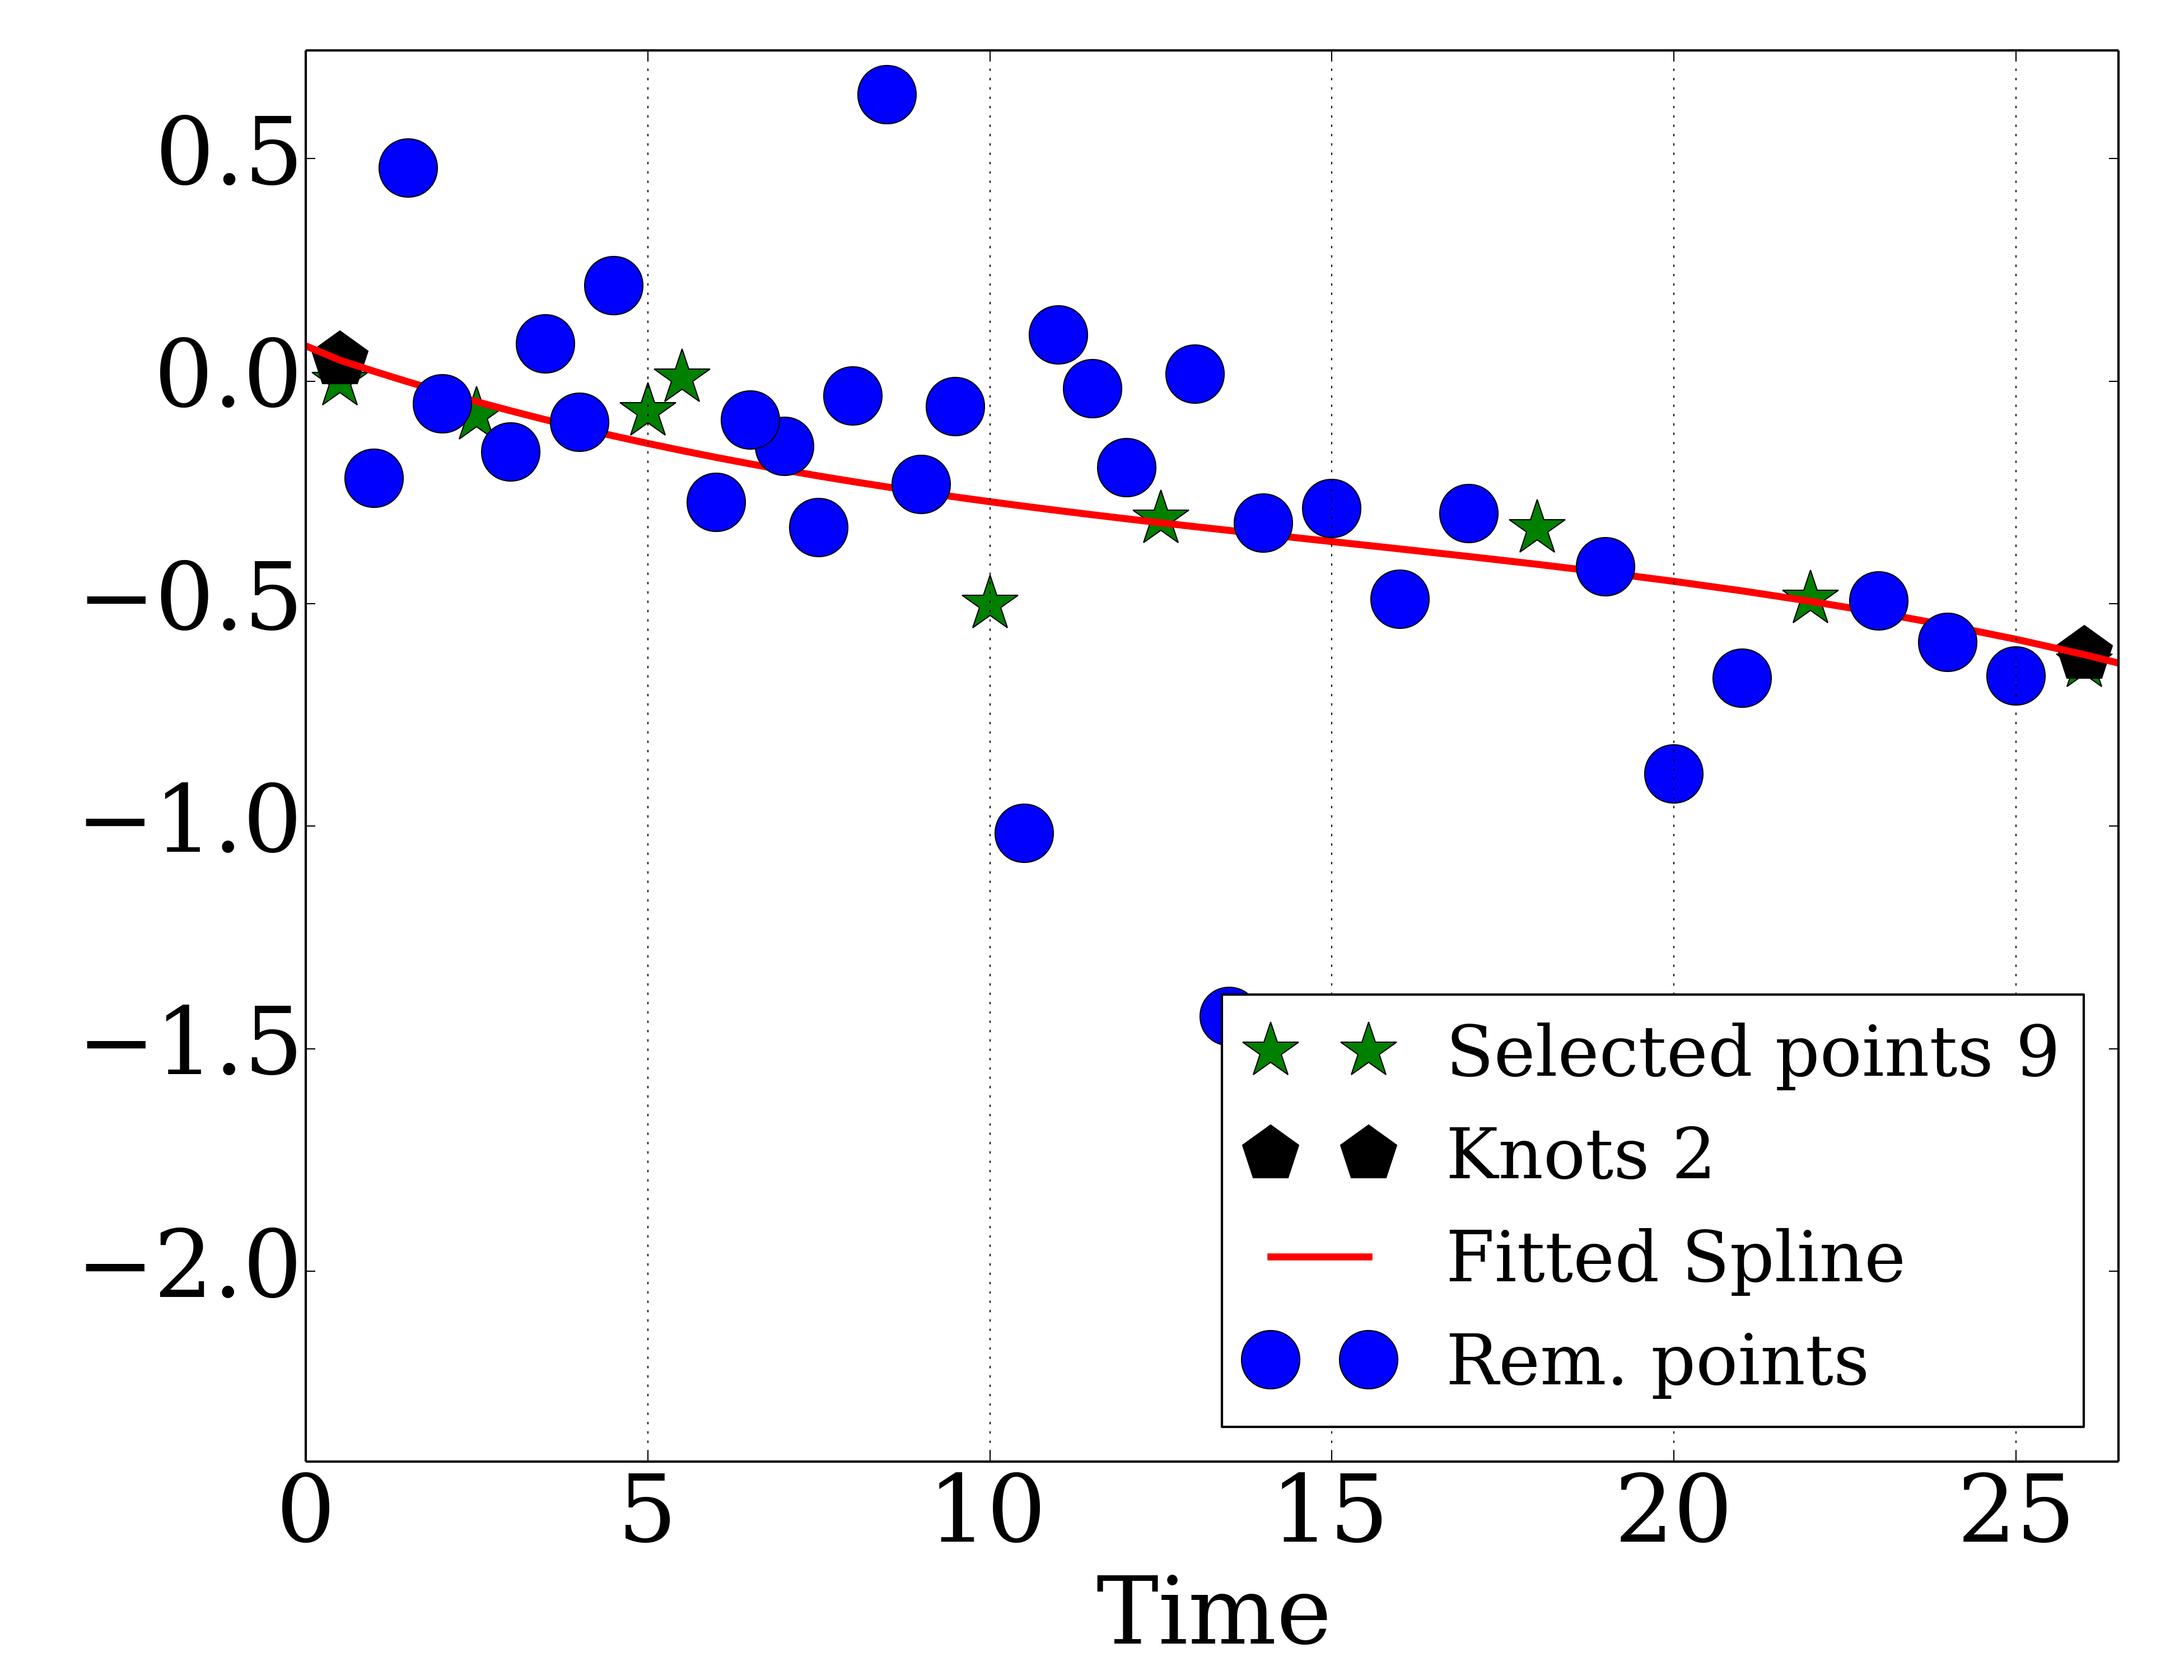 0.5
0.0
−0.5
−1.0
−1.5
−2.0
Selected points 9
Knots 2
Fitted Spline
Rem. points
0 5 10 15 20 25
Time